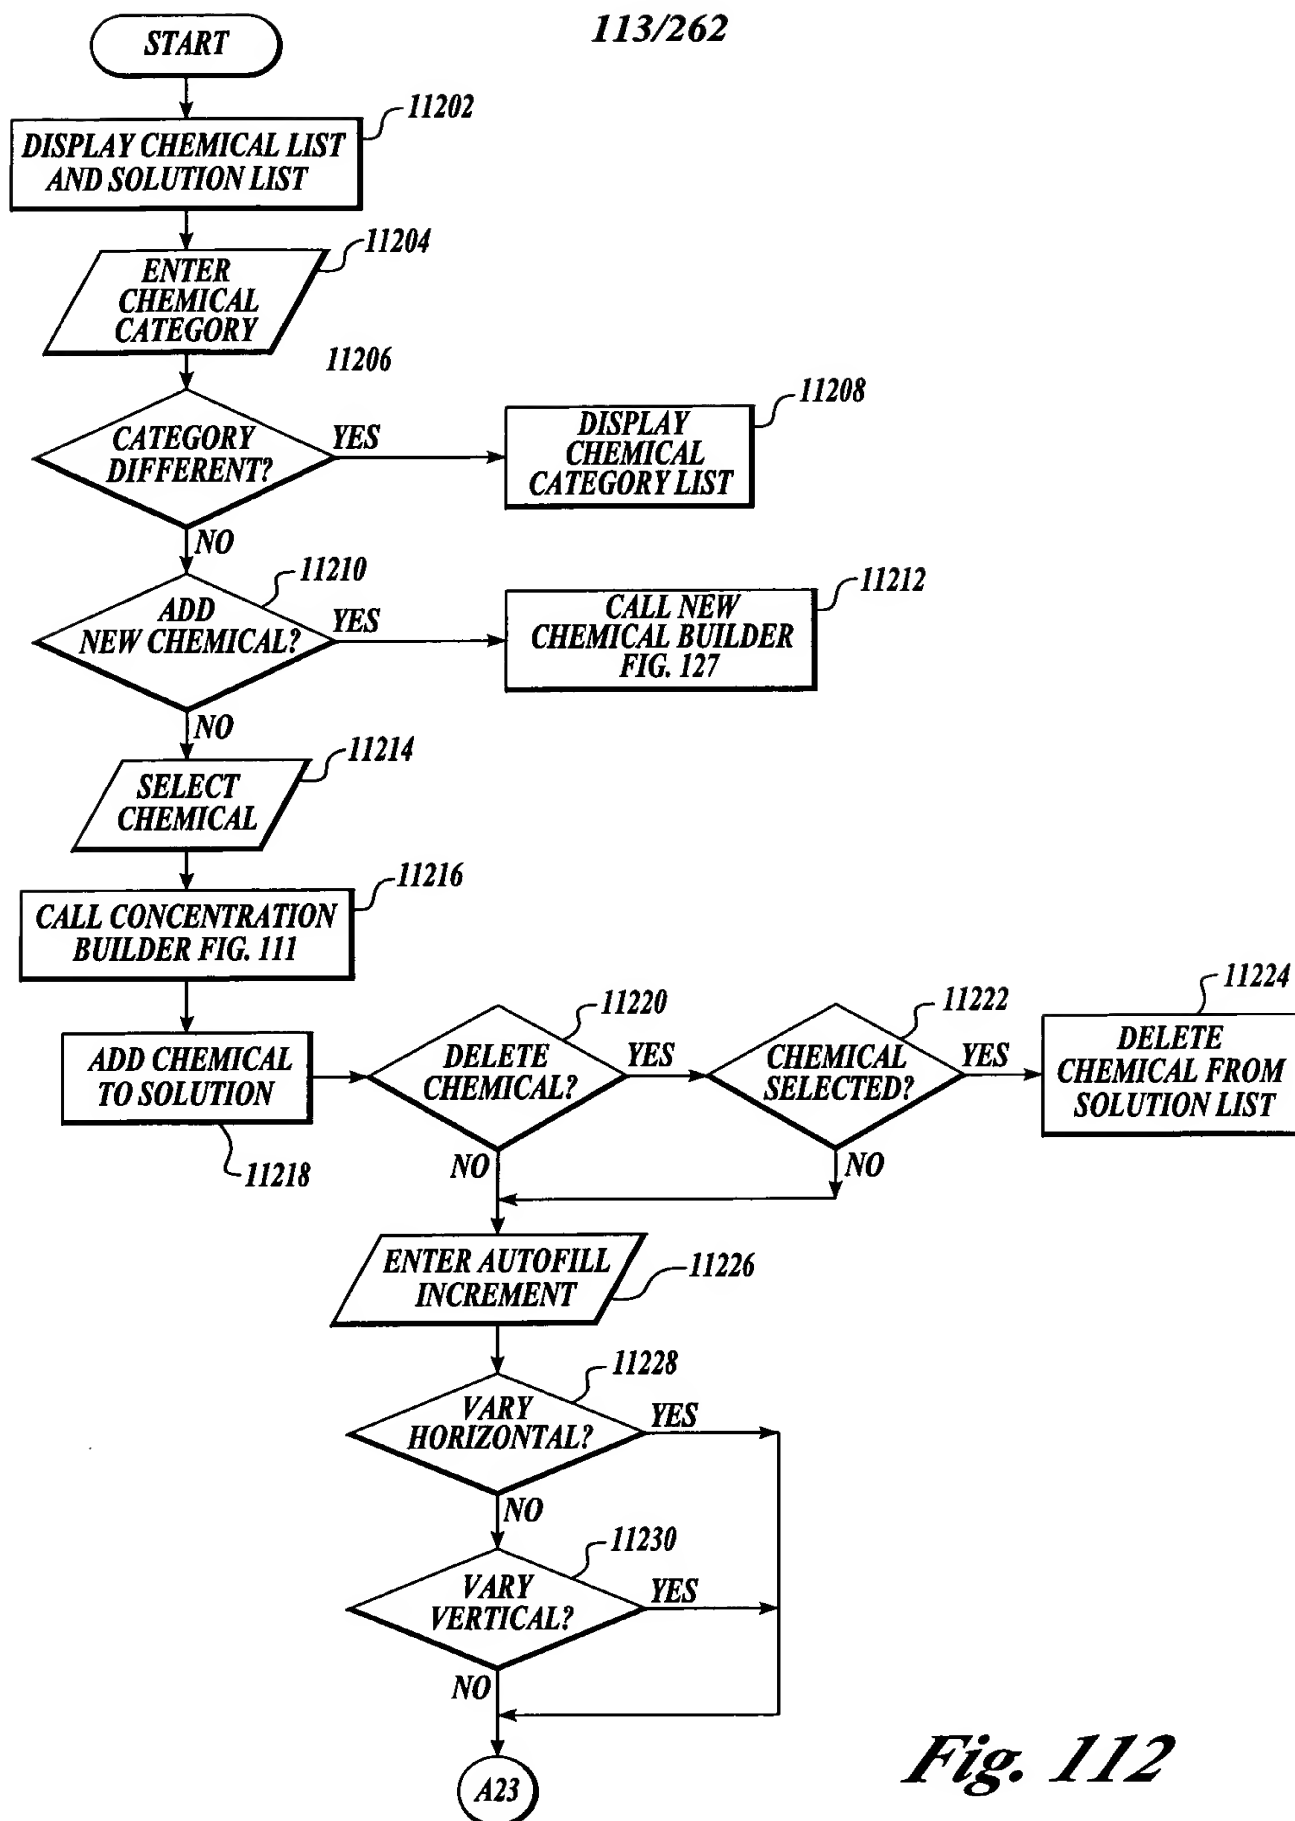 113/262
START
11202
DISPLAY CHEMICAL LIST
AND SOLUTION LIST
11204
ENTER
CHEMICAL
CATEGORY
11206
CATEGORY
DIFFERENT?
YES
11208
DISPLAY
CHEMICAL
CATEGORY LIST
NO
11210
ADD
NEW CHEMICAL?
YES
11212
CALL NEW
CHEMICAL BUILDER
FIG. 127
NO
11214
SELECT
CHEMICAL
11216
CALL CONCENTRATION
BUILDER FIG. 111
ADD CHEMICAL
TO SOLUTION
11218
11220
DELETE
CHEMICAL?
YES
11222
CHEMICAL
SELECTED?
YES
11224
DELETE
CHEMICAL FROM
SOLUTION LIST
NO
NO
ENTER AUTOFILL
INCREMENT
11226
11228
VARY
HORIZONTAL?
YES
NO
11230
VARY
VERTICAL?
YES
NO
A23
Fig. 112